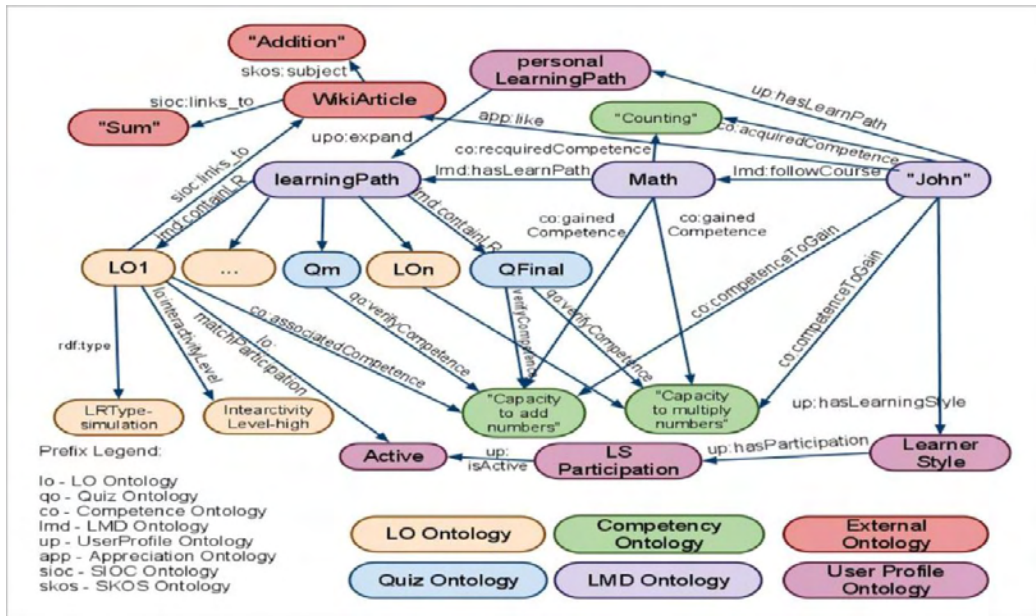 "Addition"
skos:subject
personal
LearningPath
up:hasLearnPath
sioc:links_to
WikiArticle
"Sum"
app:like
"Counting"
co:acquiredCompetence
upo:expand
co:recquiredCompetence
sioc:links_to
lmd:containLR
learningPath
lmd:hasLearnPath
Math
lmd:followCourse
"John"
lmd:containLR
co:gained
Competence
co:gained
Competence
co:competenceToGain
co:competenceToGain
LO1
...
Qm
LOn
QFinal
rdf:type
lo:interactivityLevel
lo:
matchParticipation
co:associatedCompetence
qo:verifyCompetence
verifyCompetence
qo:verifyCompetence
LRType-
simulation
Intearctivity
Level-high
"Capacity
to add
numbers"
"Capacity
to multiply
numbers"
up:hasLearningStyle
Active
up:
isActive
LS
Participation
up:hasParticipation
Learner
Style
Prefix Legend:
lo - LO Ontology
qo - Quiz Ontology
co - Competence Ontology
lmd - LMD Ontology
up - UserProfile Ontology
app - Appreciation Ontology
sioc - SIOC Ontology
skos - SKOS Ontology
LO Ontology
Competency
Ontology
External
Ontology
Quiz Ontology
LMD Ontology
User Profile
Ontology